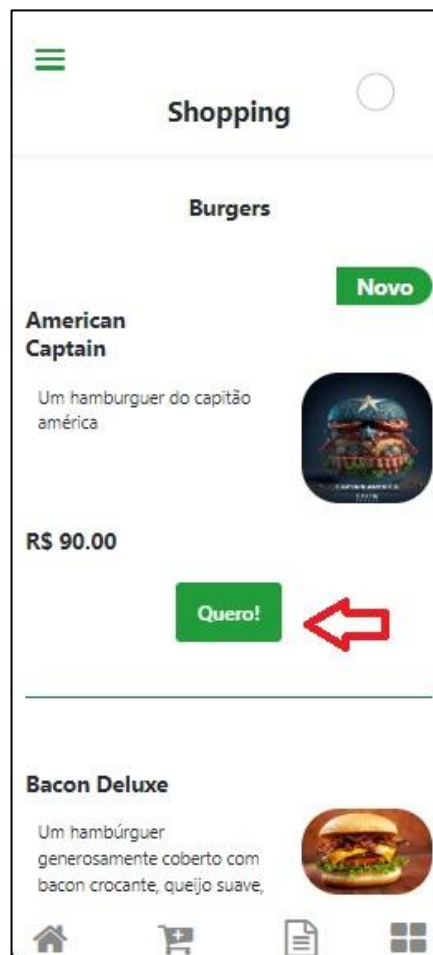 Shopping
Burgers
Novo
American
Captain
Um hamburguer do capitão
américa
R$ 90.00
Quero!
Bacon Deluxe
Um hambúrguer
generosamente coberto com
bacon crocante, queijo suave,